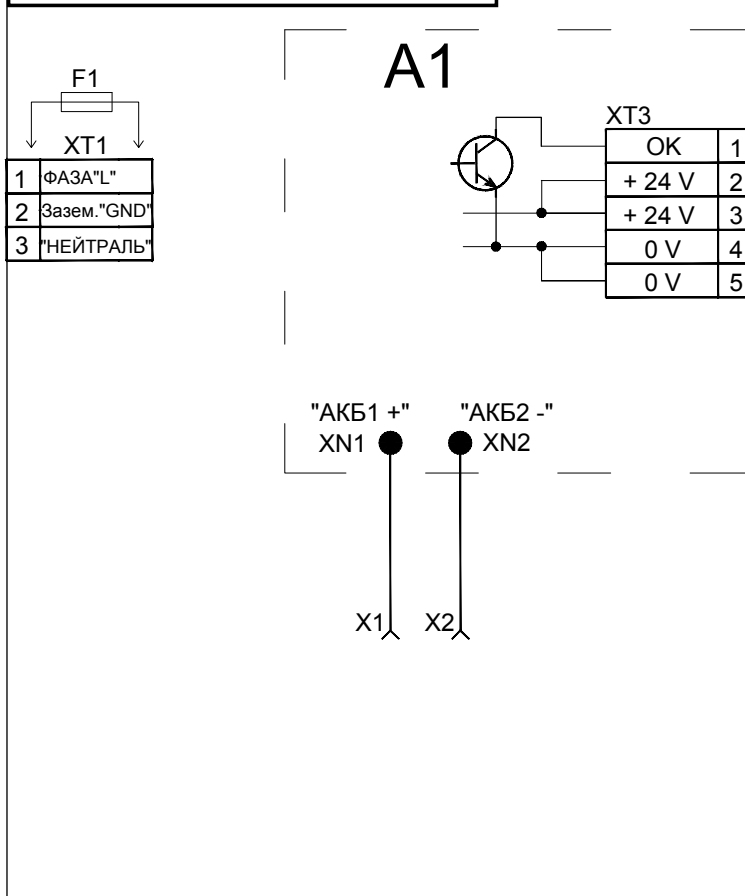 A1
F1
XT1
1 ФАЗА"L"
2 Зазем."GND"
3 "НЕЙТРАЛЬ"
XT3
OK 1
+ 24 V 2
+ 24 V 3
0 V 4
0 V 5
"АКБ1 +" "АКБ2 -"
XN1 XN2
X1 X2